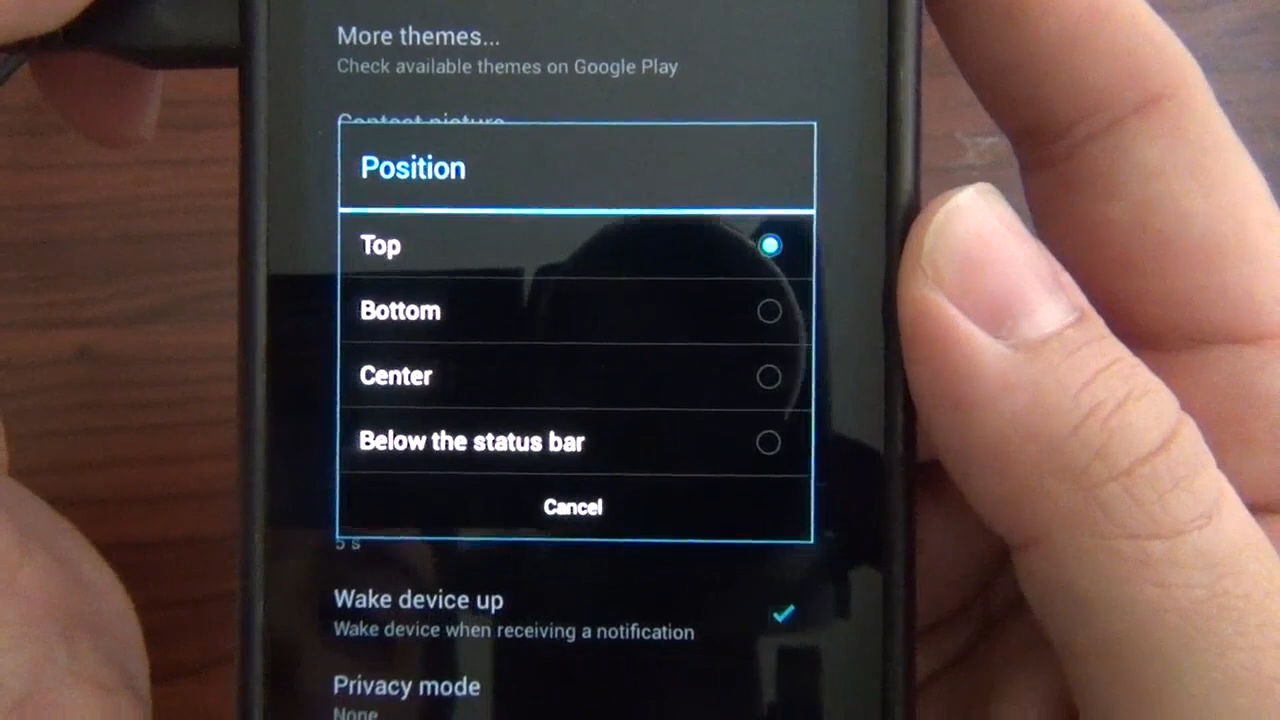 More themes...
Check available themes on Google Play
Contact picture
Position
Top
Bottom
Center
Below the status bar
Cancel
5 s
Wake device up
Wake device when receiving a notification
Privacy mode
None